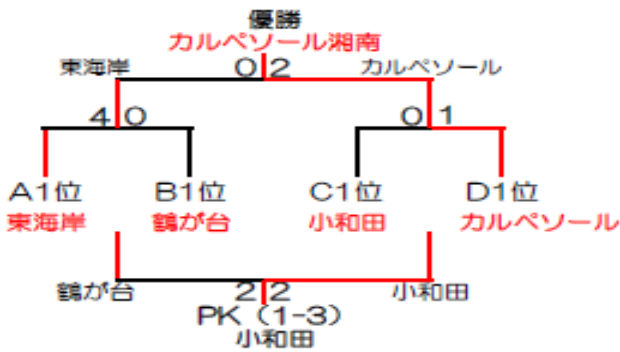 優勝
カルペソール湘南
東海岸 0 2 カルペソール
4 0 0 1
A1位 B1位 C1位 D1位
東海岸 鶴が台 小和田 カルペソール
鶴が台 2 2 小和田
PK（1-3）
小和田